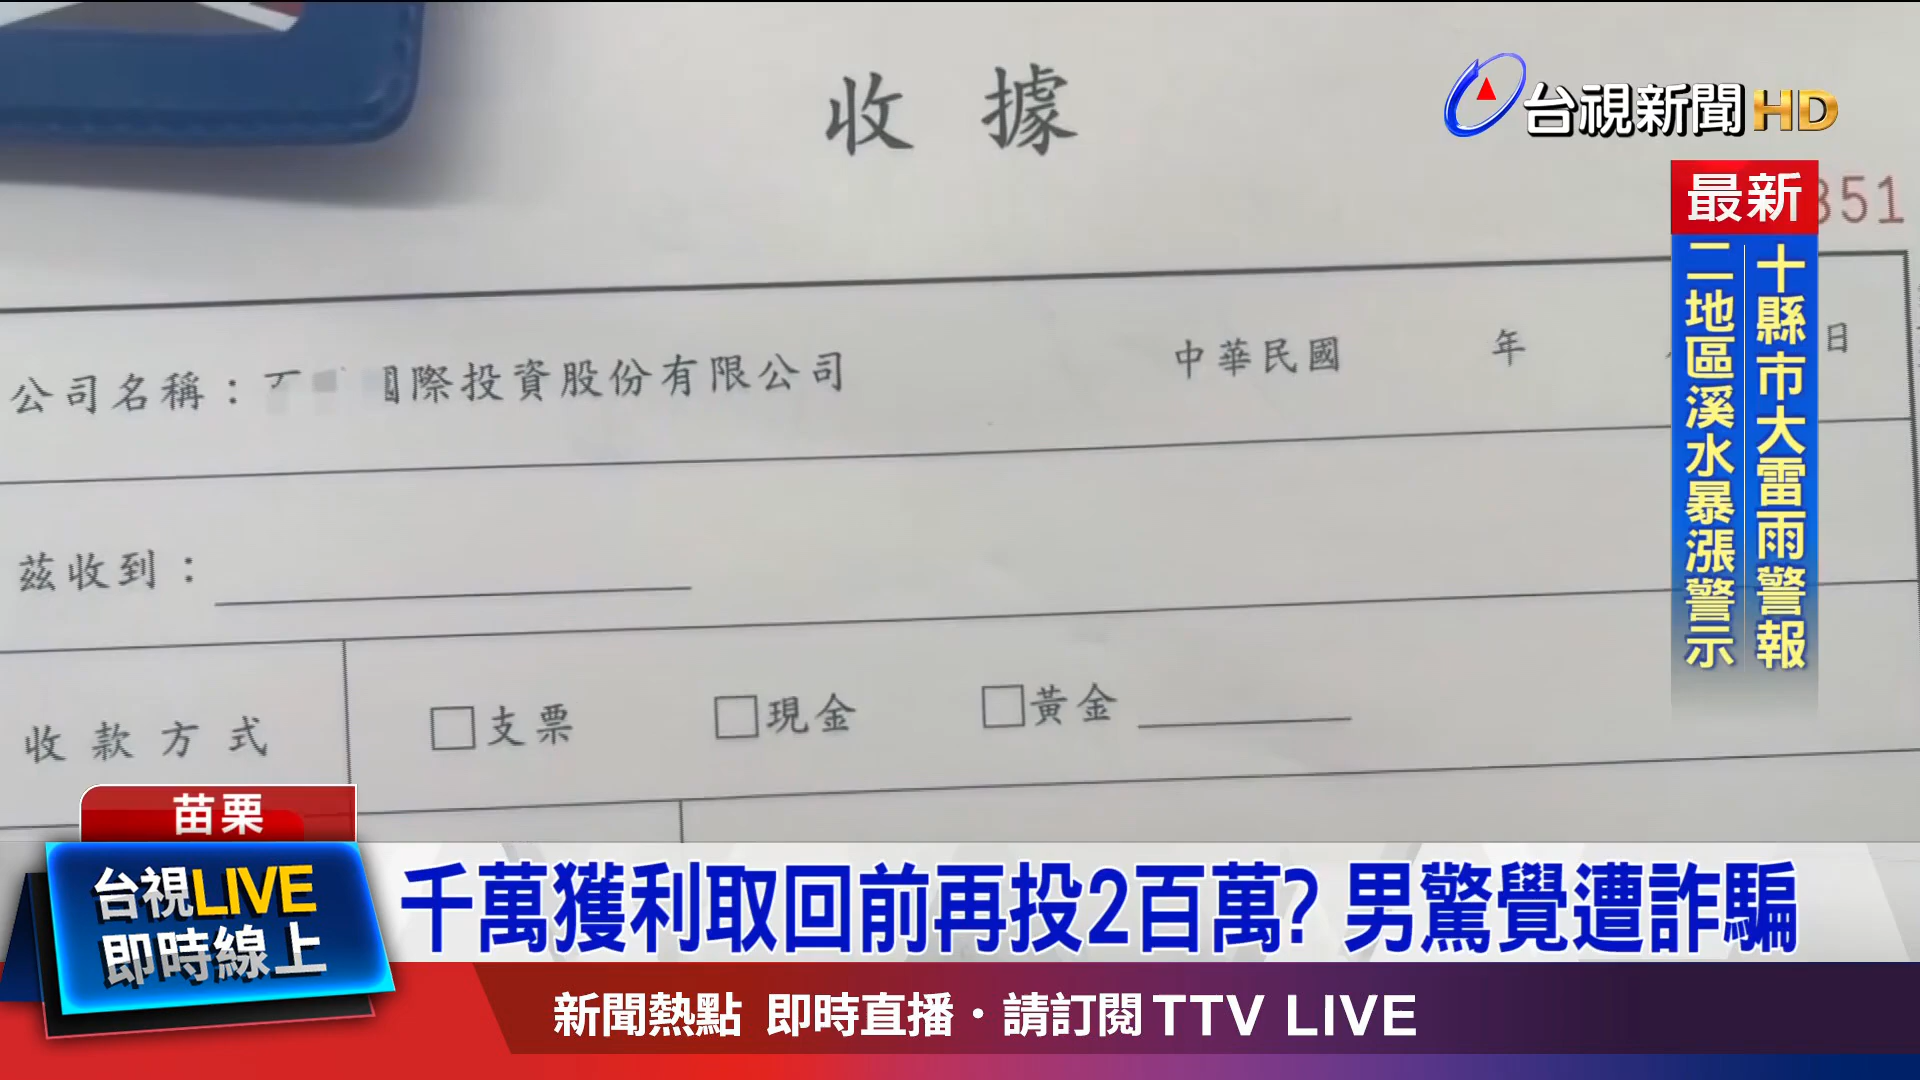 收據
台視新聞HD
最新
351
十縣市大雷雨警報
二地區溪水暴漲警示
公司名稱：國際投資股份有限公司
中華民國 年 日
茲收到：
收款方式 □支票 □現金 □黃金
苗栗
台視LIVE
即時線上
千萬獲利取回前再投2百萬? 男驚覺遭詐騙
新聞熱點 即時直播·請訂閱TTV LIVE